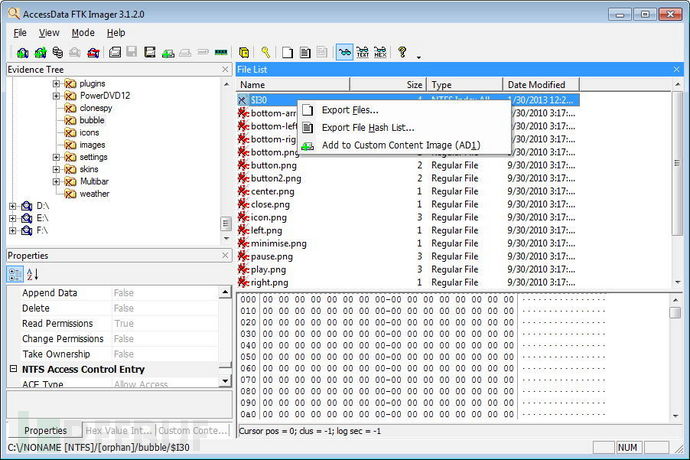 AccessData FTK Imager 3.1.2.0
File View Mode Help
TEXT HEX
Evidence Tree
plugins
PowerDVD12
clonespy
bubble
icons
images
settings
skins
Multibar
weather
D:\
E:\
F:\
Properties
Append Data False
Delete False
Read Permissions True
Change Permissions False
Take Ownership False
NTFS Access Control Entry
ACE Type Allow Access
Properties Hex Value Int... Custom Conte...
File List
Name Size Type Date Modified
$I30 4 NTFS Index All... /30/2013 12:2...
Export Files...
Export File Hash List...
Add to Custom Content Image (AD1)
bottom-arr 9/30/2010 3:17:...
bottom-left /30/2010 3:17:...
bottom-rig /30/2010 3:17:...
bottom.png 2 Regular File 9/30/2010 3:17:...
button.png 1 Regular File 9/30/2010 3:17:...
button2.png 2 Regular File 9/30/2010 3:17:...
center.png 1 Regular File 9/30/2010 3:17:...
close.png 1 Regular File 9/30/2010 3:17:...
icon.png 3 Regular File 9/30/2010 3:17:...
left.png 1 Regular File 9/30/2010 3:17:...
minimise.png 1 Regular File 9/30/2010 3:17:...
pause.png 3 Regular File 9/30/2010 3:17:...
play.png 3 Regular File 9/30/2010 3:17:...
right.png 1 Regular File 9/30/2010 3:17:...
000 00 00 00 00 00 00 00 00-00 00 00 00 00 00 00 00 ················
010 00 00 00 00 00 00 00 00-00 00 00 00 00 00 00 00 ················
020 00 00 00 00 00 00 00 00-00 00 00 00 00 00 00 00 ················
030 00 00 00 00 00 00 00 00-00 00 00 00 00 00 00 00 ················
040 00 00 00 00 00 00 00 00-00 00 00 00 00 00 00 00 ················
050 00 00 00 00 00 00 00 00-00 00 00 00 00 00 00 00 ················
060 00 00 00 00 00 00 00 00-00 00 00 00 00 00 00 00 ················
070 00 00 00 00 00 00 00 00-00 00 00 00 00 00 00 00 ················
080 00 00 00 00 00 00 00 00-00 00 00 00 00 00 00 00 ················
090 00 00 00 00 00 00 00 00-00 00 00 00 00 00 00 00 ················
0a0 00 00 00 00 00 00 00 00-00 00 00 00 00 00 00 00 ················
Cursor pos = 0; clus = -1; log sec = -1
C:\/NONAME [NTFS]/[orphan]/bubble/$I30 NUM